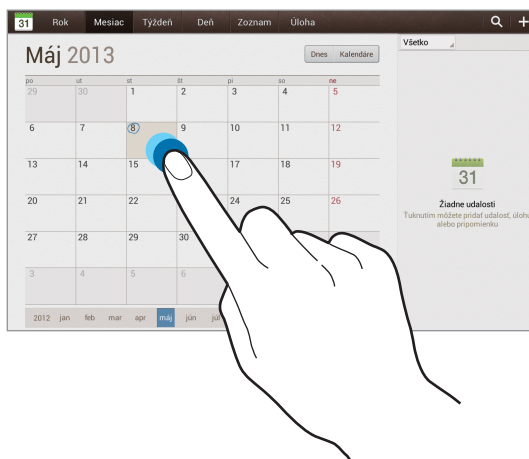 31 Rok Mesiac Týždeň Deň Zoznam Úloha
Máj 2013 Dnes Kalendáre
Všetko
po ut st št pi so ne
29 30 1 2 3 4 5
6 7 8 9 10 11 12
13 14 15 17 18 19
20 21 22 24 25 26
27 28 29 30
3 4 5 6
2012 jan feb mar apr máj jún júl
31
Žiadne udalosti
Ťuknutím môžete pridať udalosť, úlohu
alebo pripomienku